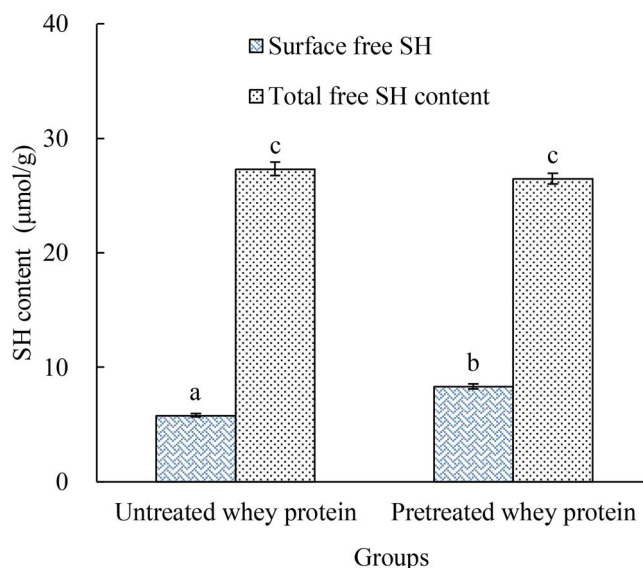 40
30
20
10
0
SH content (μmol/g)
Surface free SH
Total free SH content
a
c
b
c
Untreated whey protein
Pretreated whey protein
Groups